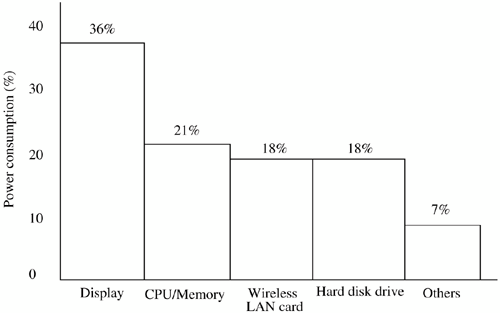 Power consumption (%)
40
30
20
10
0
36%
21%
18%
18%
7%
Display
CPU/Memory
Wireless
LAN card
Hard disk drive
Others